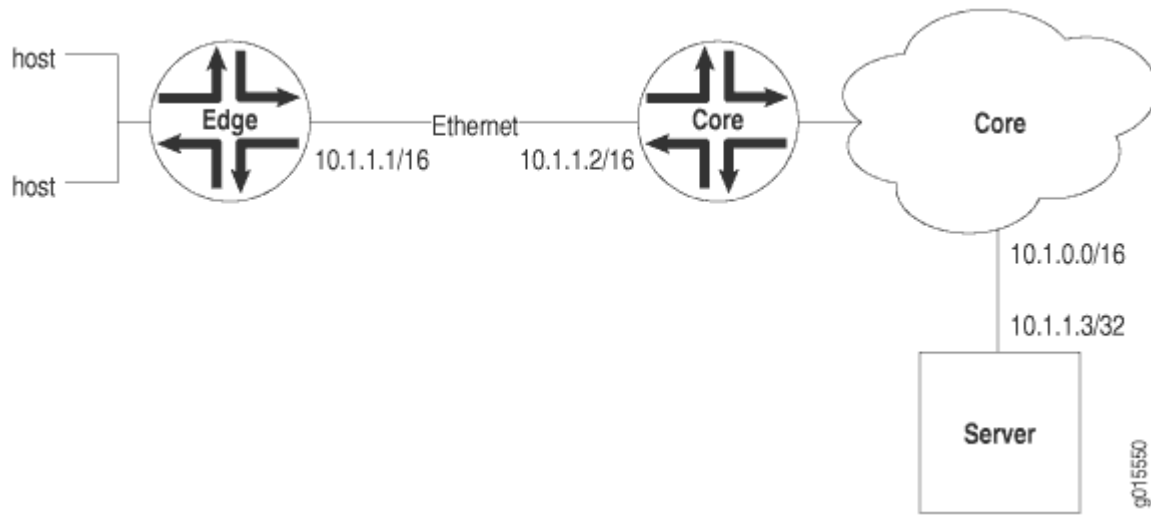 host
host
Edge
Ethernet
10.1.1.1/16
10.1.1.2/16
Core
Core
10.1.0.0/16
10.1.1.3/32
Server
g015550